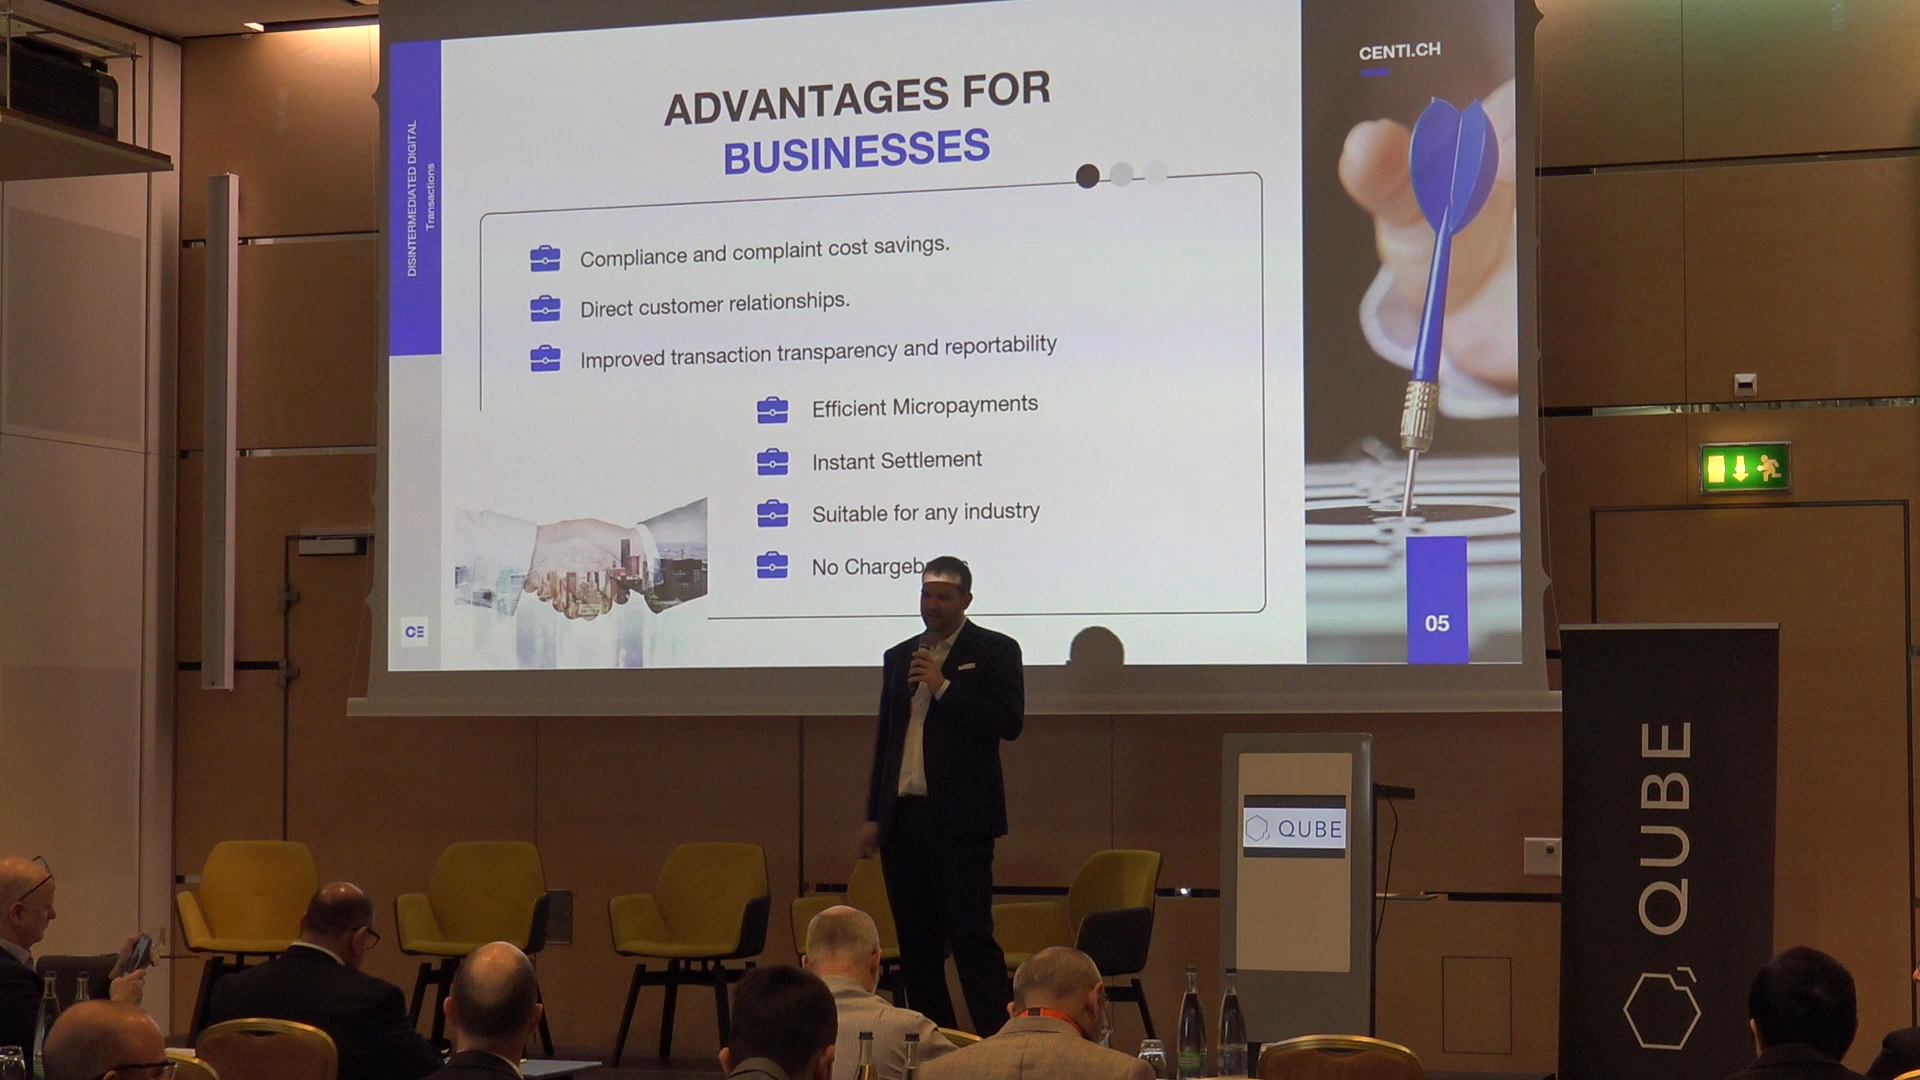 CENTI.CH
DISINTERMEDIATED DIGITAL
Transactions
ADVANTAGES FOR
BUSINESSES
Compliance and complaint cost savings.
Direct customer relationships.
Improved transaction transparency and reportability
Efficient Micropayments
Instant Settlement
Suitable for any industry
No
05
QUBE
QUBE